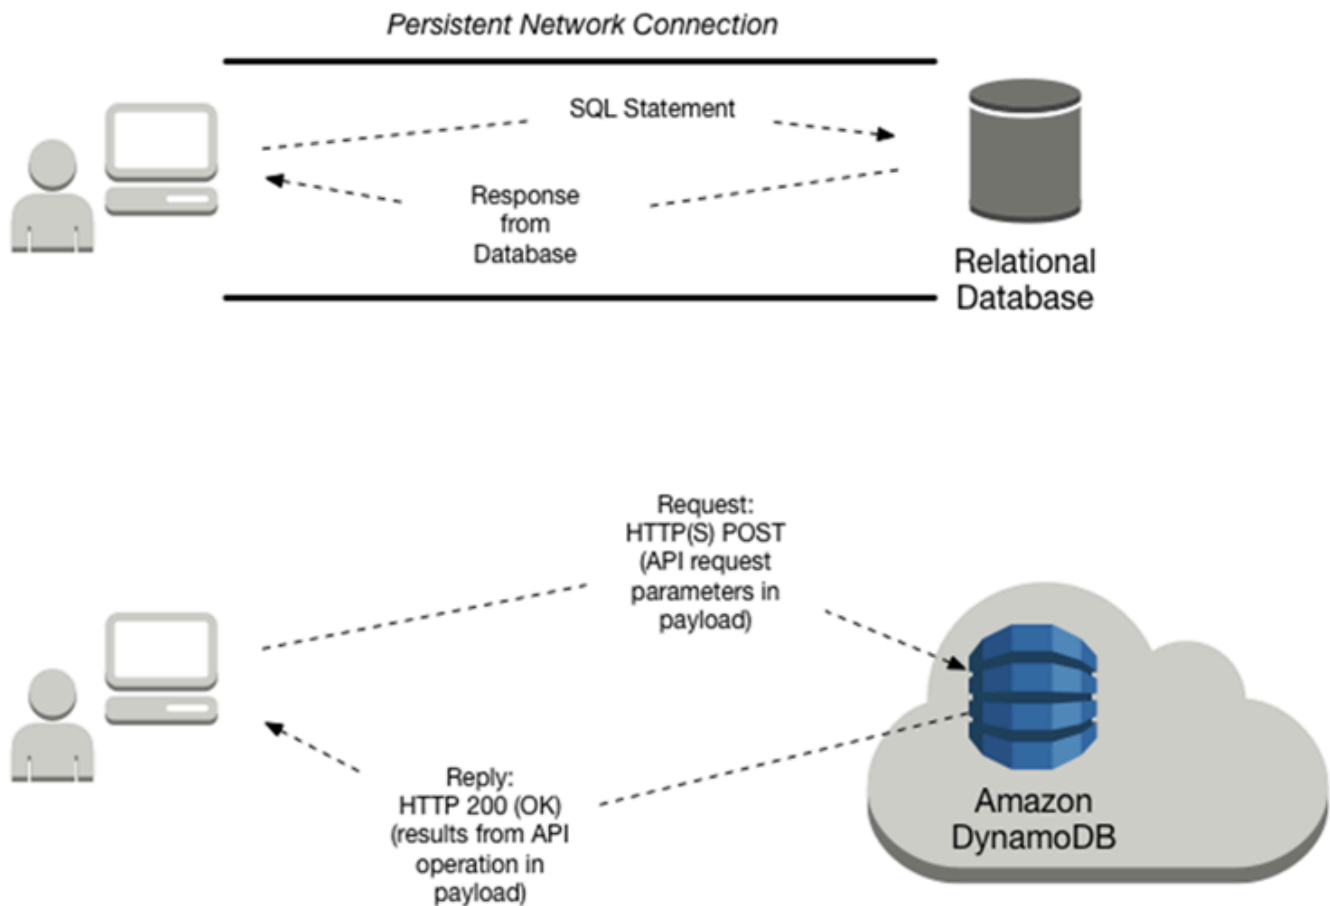 Persistent Network Connection
SQL Statement
Response
from
Database
Relational
Database
Request:
HTTP(S) POST
(API request
parameters in
payload)
Reply:
HTTP 200 (OK)
(results from API
operation in
payload)
Amazon
DynamoDB